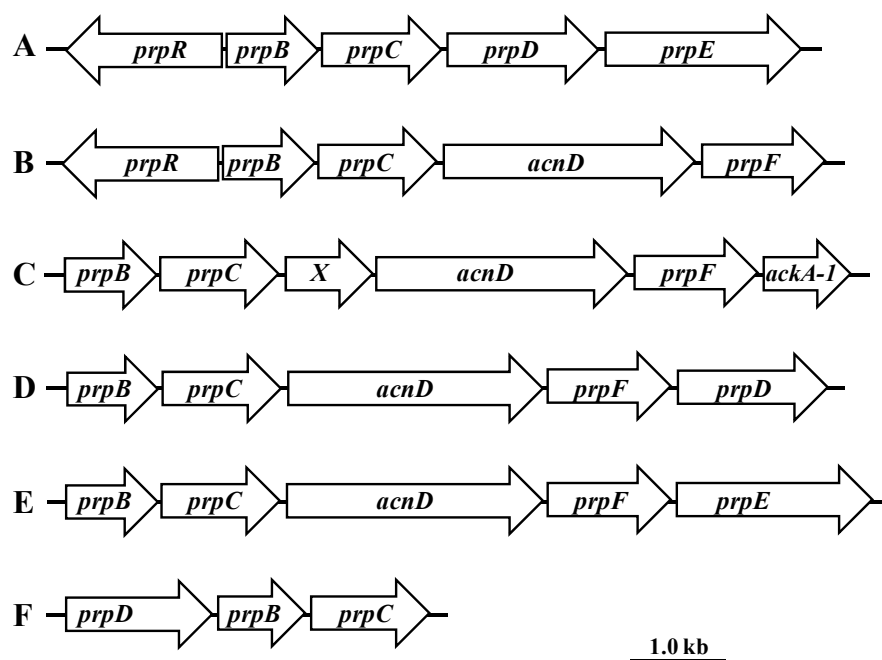 A prpR prpB prpC prpD prpE
B prpR prpB prpC acnD prpF
C prpB prpC X acnD prpF ackA-1
D prpB prpC acnD prpF prpD
E prpB prpC acnD prpF prpE
F prpD prpB prpC
1.0 kb